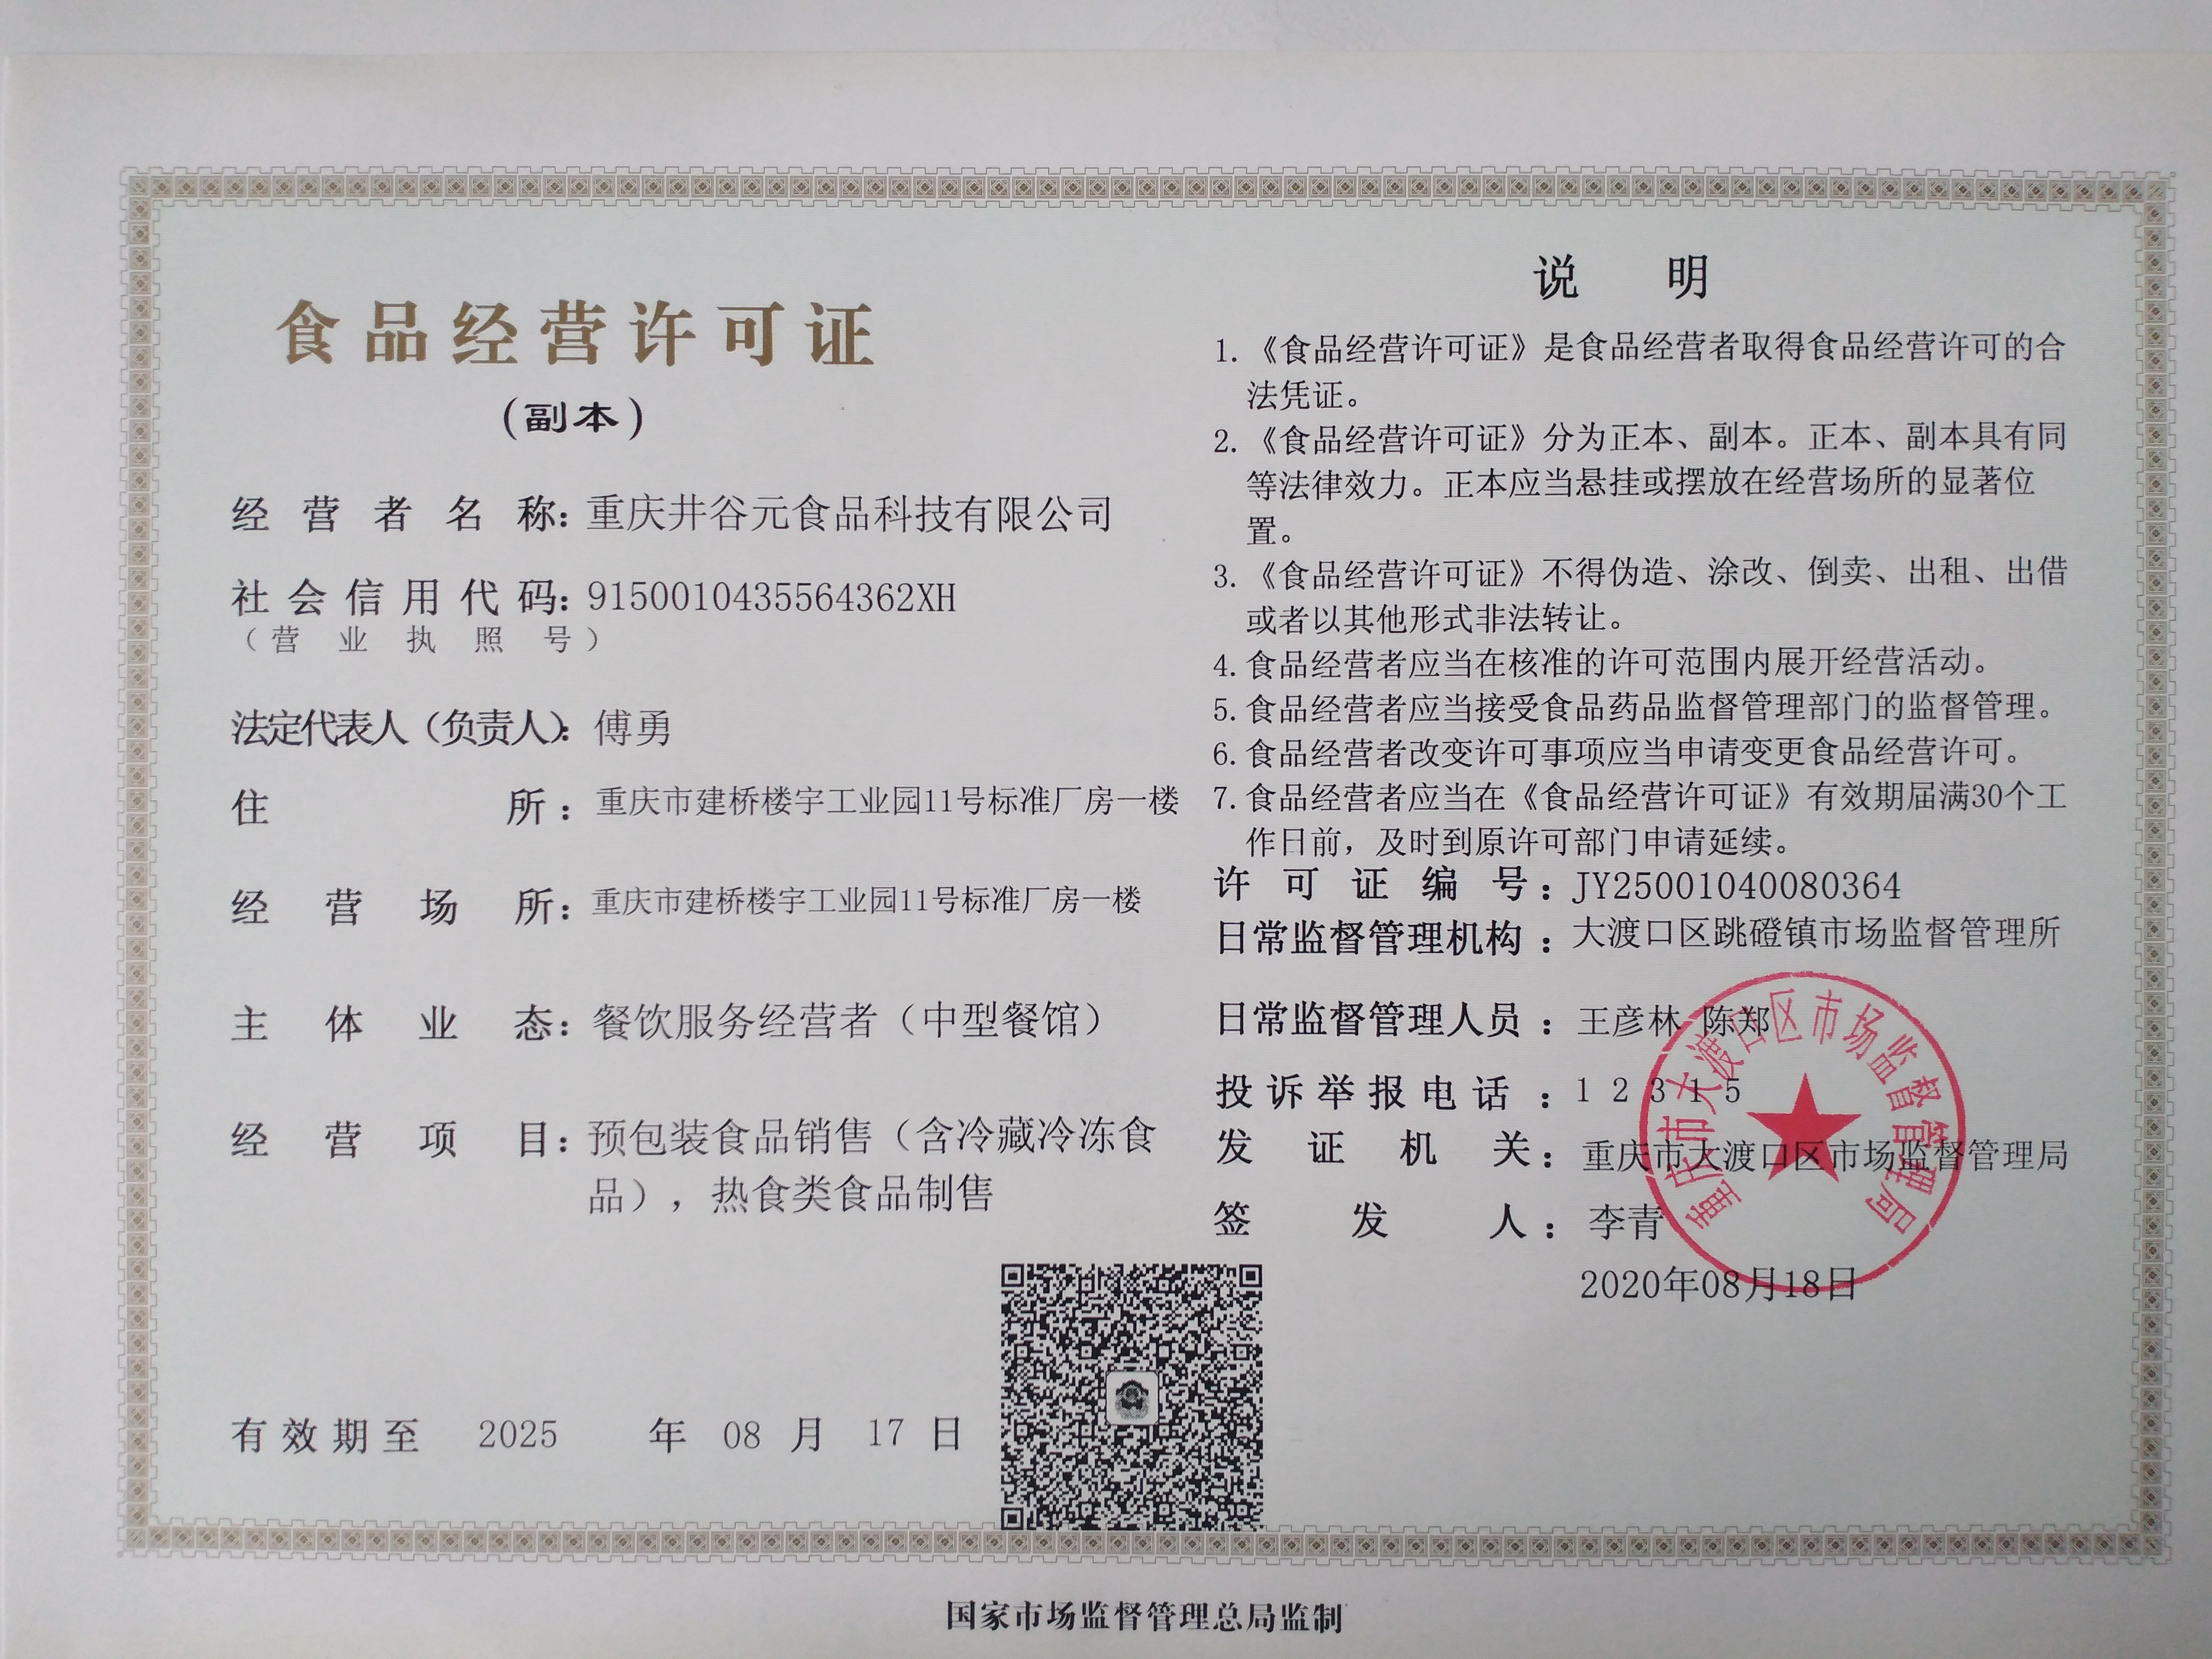 食品经营许可证
(副本)
经营者名称：重庆井谷元食品科技有限公司
社会信用代码：9150010435564362XH
（营业执照号）
法定代表人（负责人）：傅勇
住所：重庆市建桥楼宇工业园11号标准厂房一楼
经营场所：重庆市建桥楼宇工业园11号标准厂房一楼
主体业态：餐饮服务经营者（中型餐馆）
经营项目：预包装食品销售（含冷藏冷冻食
品），热食类食品制售
有效期至 2025 年 08 月 17 日
说明
1.《食品经营许可证》是食品经营者取得食品经营许可的合
法凭证。
2.《食品经营许可证》分为正本、副本。正本、副本具有同
等法律效力。正本应当悬挂或摆放在经营场所的显著位
置。
3.《食品经营许可证》不得伪造、涂改、倒卖、出租、出借
或者以其他形式非法转让。
4.食品经营者应当在核准的许可范围内展开经营活动。
5.食品经营者应当接受食品药品监督管理部门的监督管理。
6.食品经营者改变许可事项应当申请变更食品经营许可。
7.食品经营者应当在《食品经营许可证》有效期届满30个工
作日前，及时到原许可部门申请延续。
许可证编号：JY25001040080364
日常监督管理机构：大渡口区跳磴镇市场监督管理所
日常监督管理人员：王彦林 陈郑
投诉举报电话：12315
发证机关：重庆市大渡口区市场监督管理局
签发人：李青
2020年08月18日
重庆市大渡口区市场监督管理局
国家市场监督管理总局监制